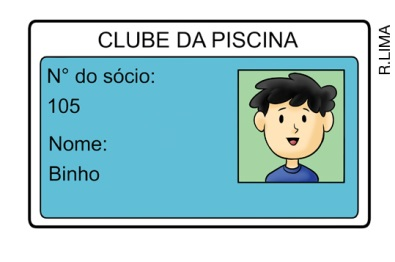 CLUBE DA PISCINA
N° do sócio:
105
Nome:
Binho
R.LIMA